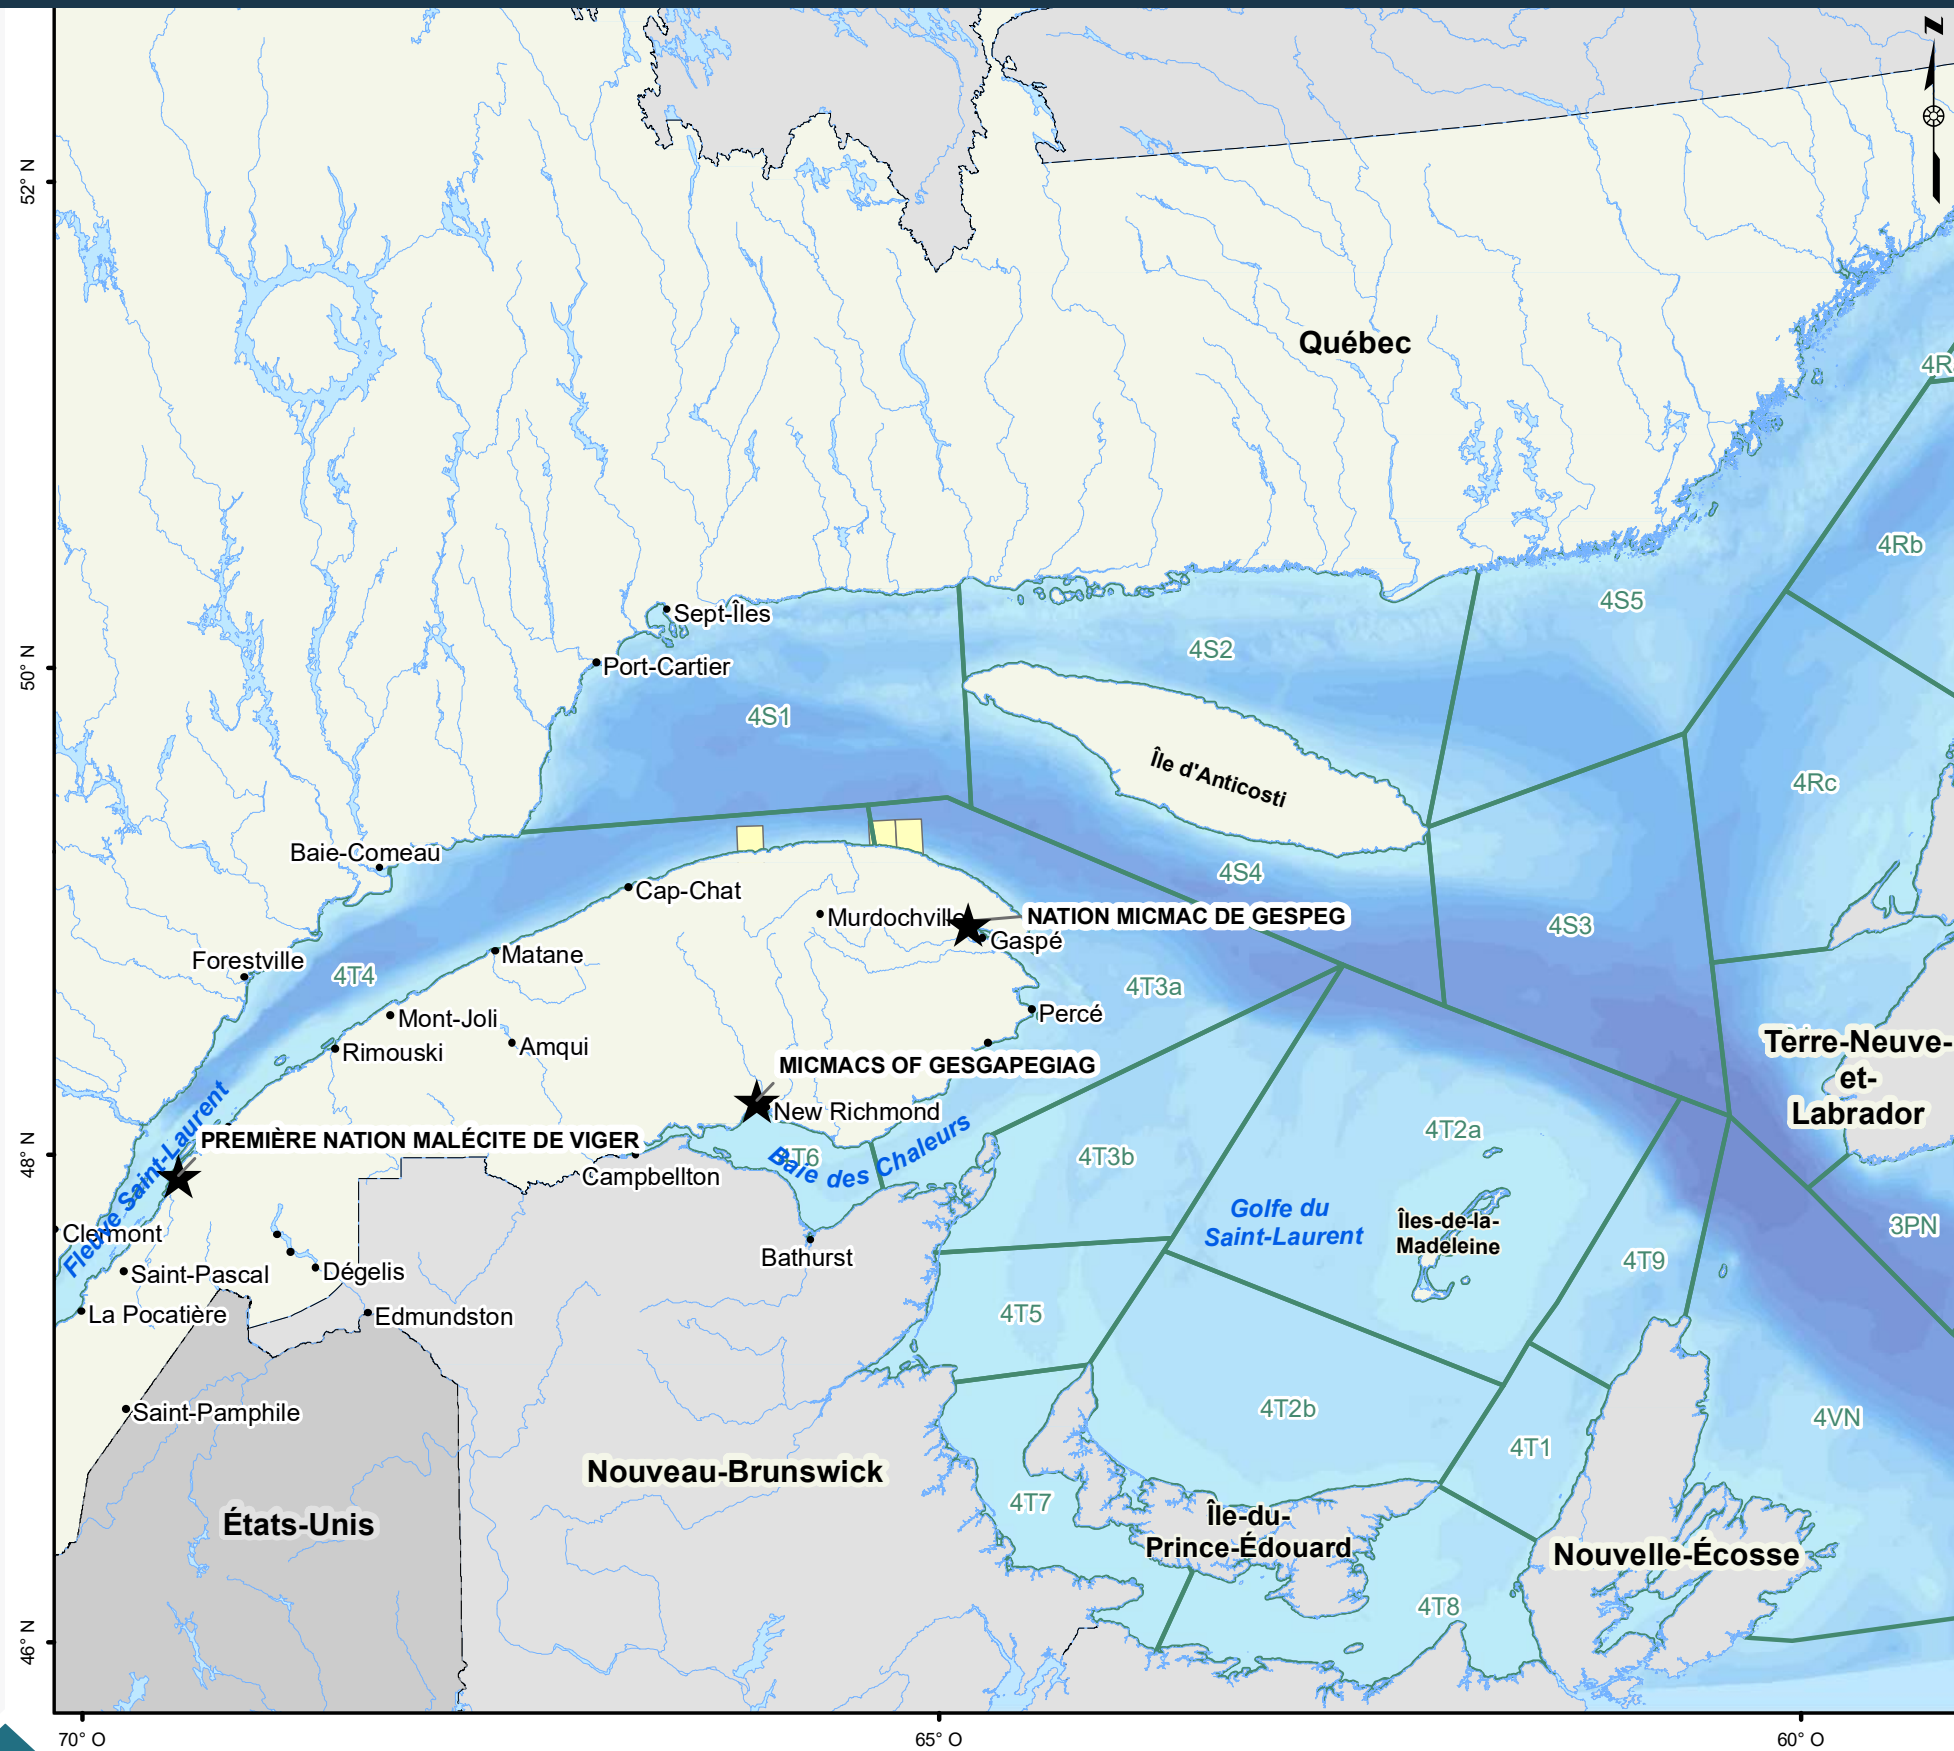 N
52° N
Québec
4R
4Rb
4S5
Sept-Îles
4S2
50° N
Port-Cartier
4S1
Île d'Anticosti
4Rc
Baie-Comeau
4S4
Cap-Chat
Murdochville
NATION MICMAC DE GESPEG
4S3
Gaspé
Matane
Forestville
4T4
4T3a
Percé
Mont-Joli
Rimouski
Amqui
Terre-Neuve-
et-
Labrador
MICMACS OF GESGAPEGIAG
New Richmond
Fleuve Saint-Laurent
PREMIÈRE NATION MALÉCITE DE VIGER
48° N
4T2a
4T3b
Baie des Chaleurs
Campbellton
Golfe du
Saint-Laurent
Îles-de-la-
Madeleine
3PN
Clermont
Bathurst
4T9
Saint-Pascal
Dégelis
La Pocatière
Edmundston
4T5
Saint-Pamphile
4T2b
4VN
4T1
Nouveau-Brunswick
4T7
États-Unis
Île-du-
Prince-Édouard
Nouvelle-Écosse
4T8
46° N
70° O
65° O
60° O